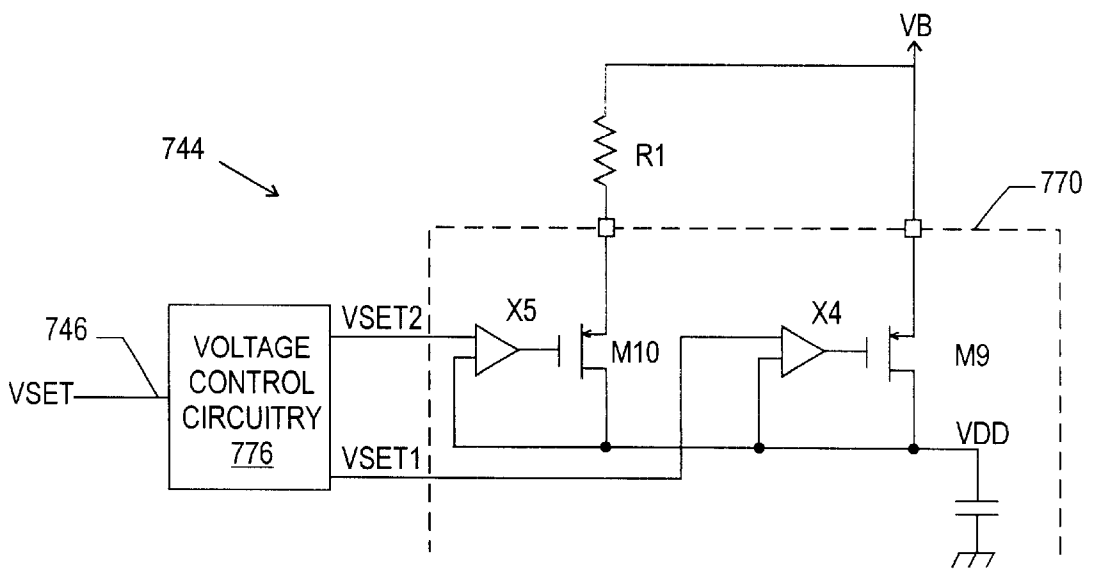 VB
744
R1
770
X5
X4
746
VSET2
M10
M9
VSET
VOLTAGE
CONTROL
CIRCUITRY
776
VDD
VSET1